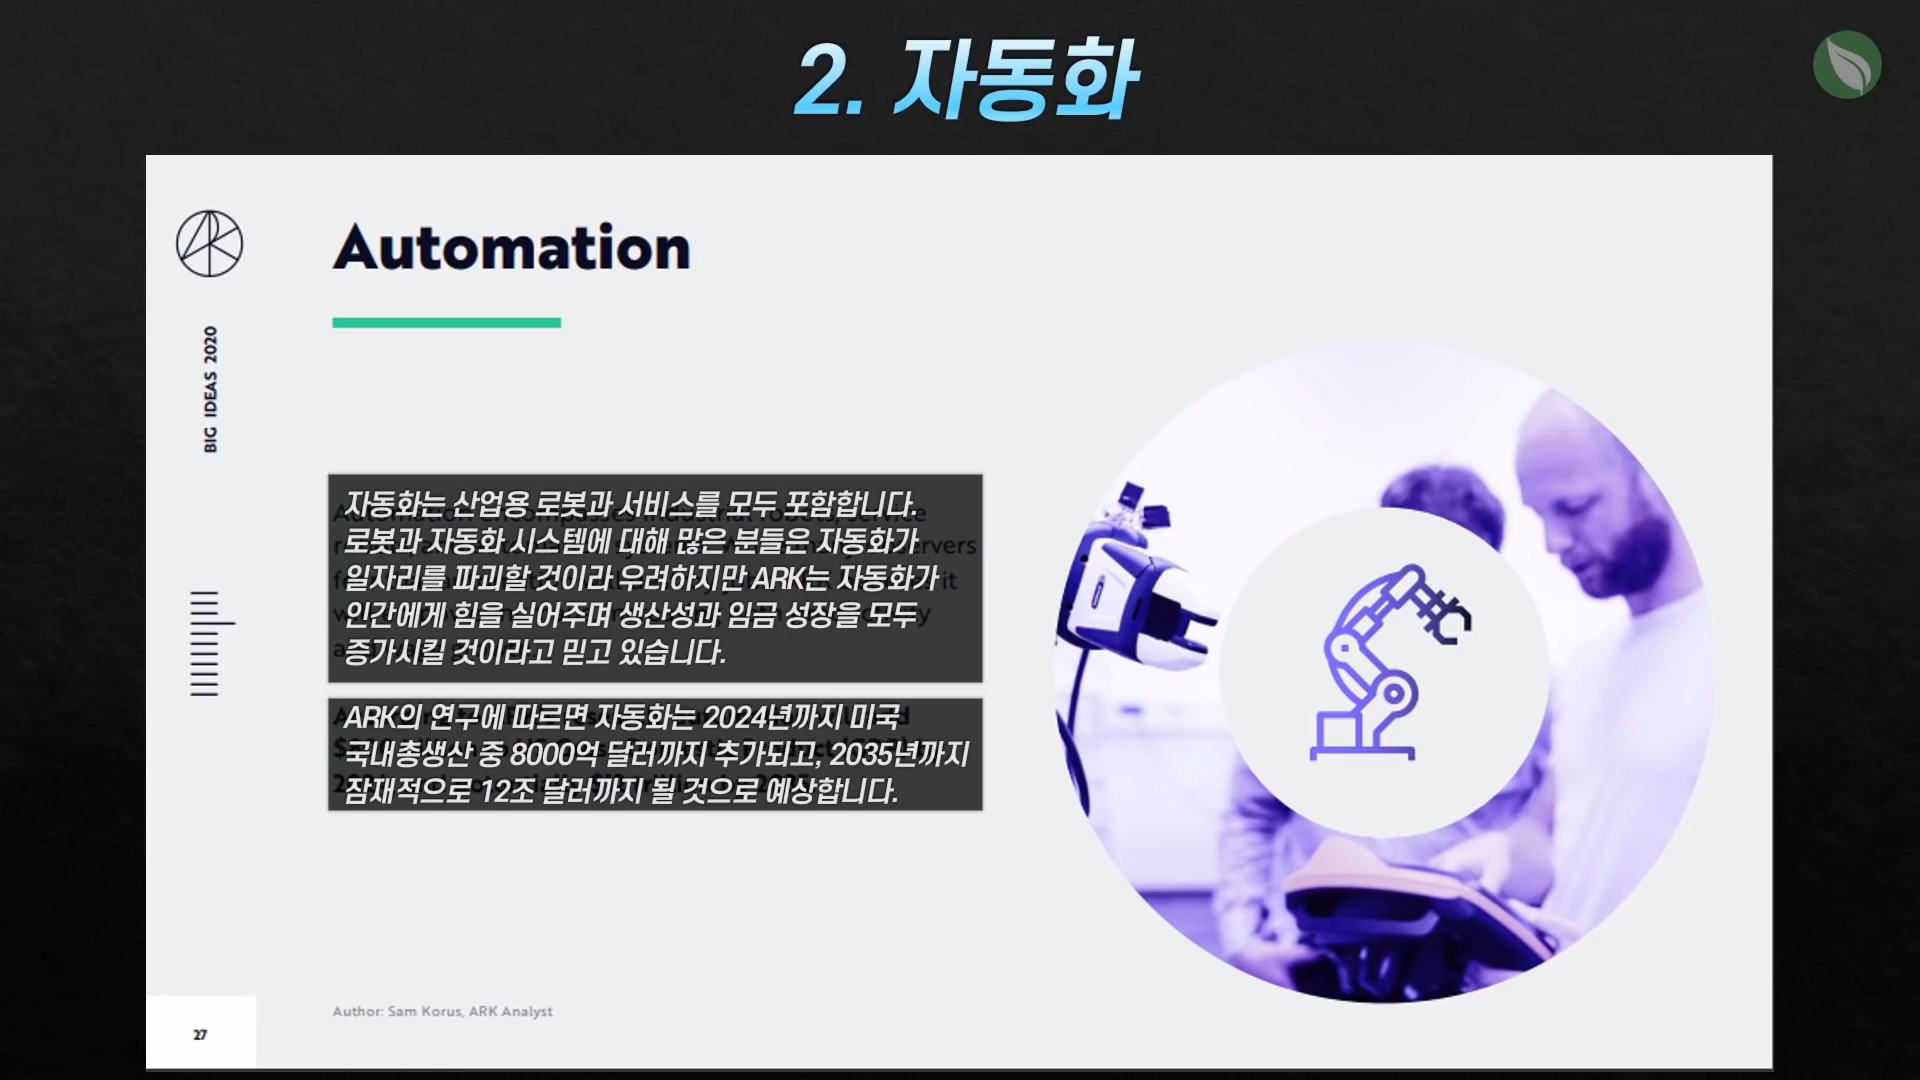 2. 자동화
Automation
BIG IDEAS 2020
자동화는 산업용 로봇과 서비스를 모두 포함합니다.
로봇과 자동화 시스템에 대해 많은 분들은 자동화가
일자리를 파괴할 것이라 우려하지만 ARK는 자동화가
인간에게 힘을 실어주며 생산성과 임금 성장을 모두
증가시킬 것이라고 믿고 있습니다.
ARK의 연구에 따르면 자동화는 2024년까지 미국
국내총생산 중 8000억 달러까지 추가되고, 2035년까지
잠재적으로 12조 달러까지 될 것으로 예상합니다.
Author: Sam Korus, ARK Analyst
27